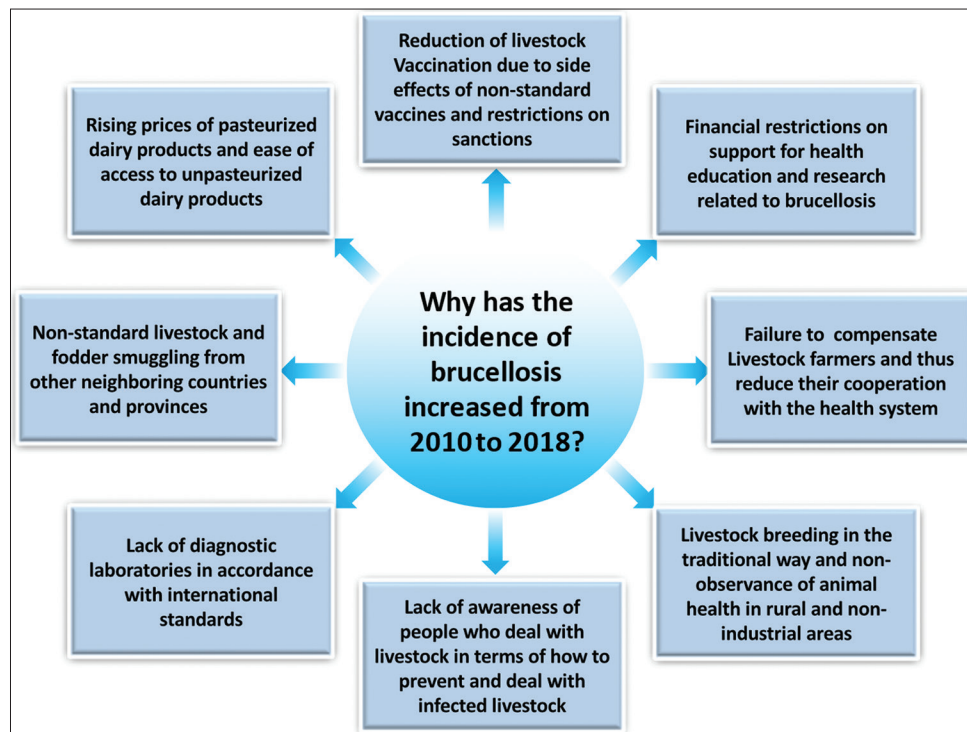 Reduction of livestock
Vaccination due to side
effects of non-standard
vaccines and restrictions on
sanctions
Rising prices of pasteurized
dairy products and ease of
access to unpasteurized
dairy products
Financial restrictions on
support for health
education and research
related to brucellosis
Why has the
incidence of
brucellosis
increased from
2010 to 2018?
Non-standard livestock and
fodder smuggling from
other neighboring countries
and provinces
Failure to compensate
Livestock farmers and thus
reduce their cooperation
with the health system
Lack of diagnostic
laboratories in accordance
with international
standards
Lack of awareness of
people who deal with
livestock in terms of how to
prevent and deal with
infected livestock
Livestock breeding in the
traditional way and non-
observance of animal
health in rural and non-
industrial areas